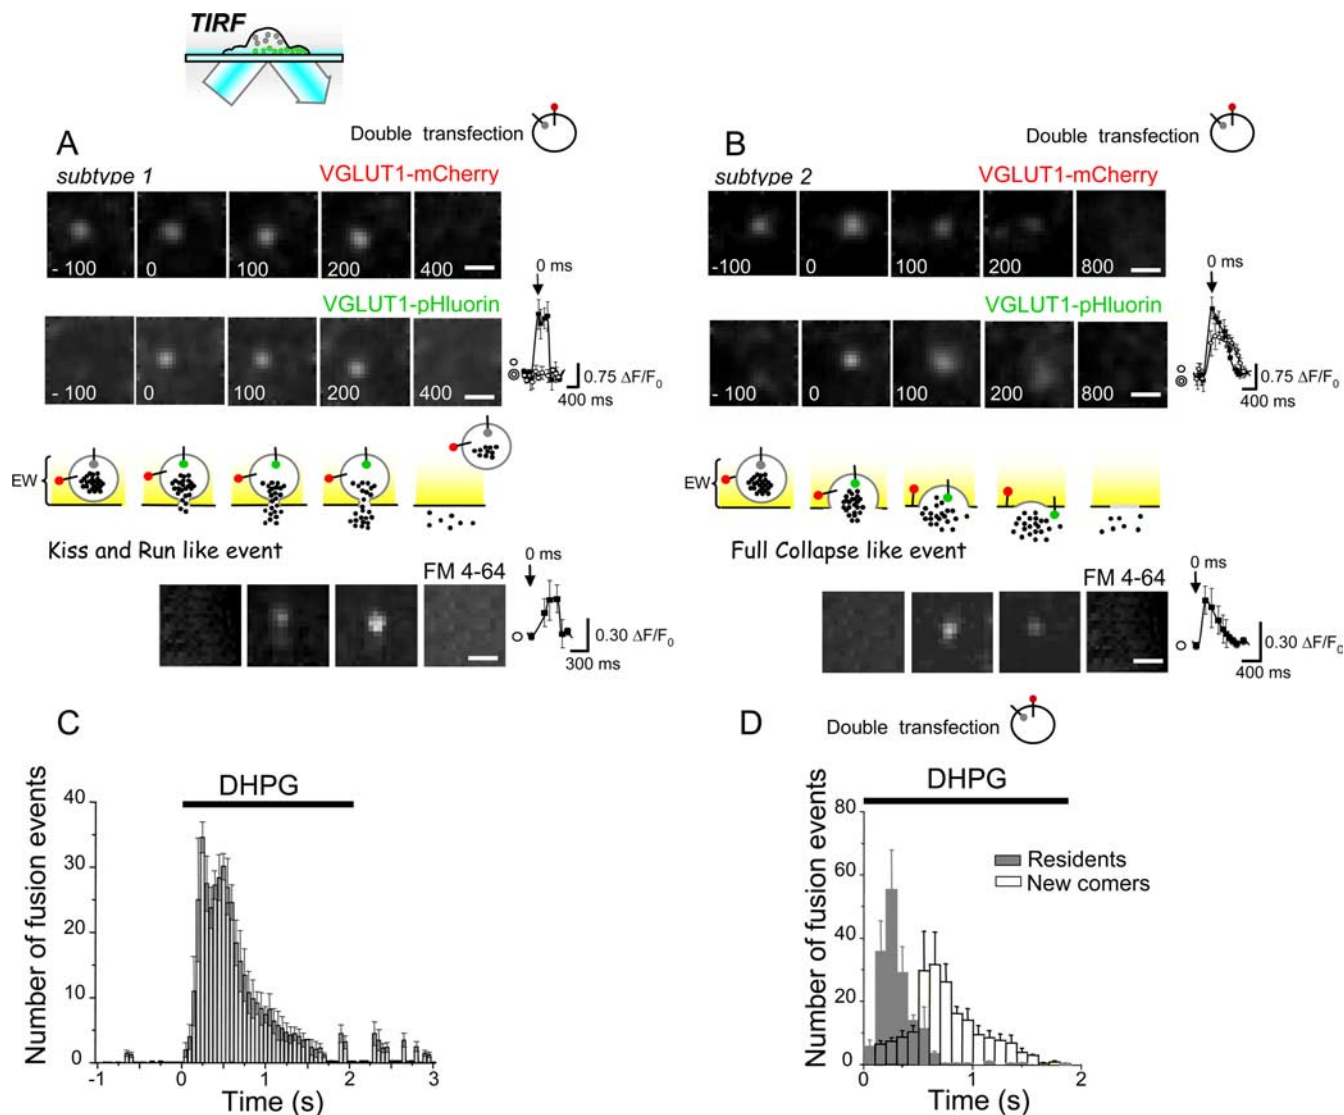 TIRF
A
Double transfection
subtype 1
VGLUT1-mCherry
- 100
0
100
200
400
0 ms
VGLUT1-pHluorin
- 100
0
100
200
400
0.75 ΔF/F0
400 ms
EW
Kiss and Run like event
FM 4-64
0 ms
0.30 ΔF/F0
300 ms
B
Double transfection
subtype 2
VGLUT1-mCherry
-100
0
100
200
800
0 ms
VGLUT1-pHluorin
- 100
0
100
200
800
0.75 ΔF/F0
400 ms
EW
Full Collapse like event
FM 4-64
0 ms
0.30 ΔF/F0
400 ms
C
DHPG
Number of fusion events
40
30
20
10
0
-1
0
1
2
3
Time (s)
D
Double transfection
DHPG
Number of fusion events
80
60
40
20
0
Residents
New comers
0
1
2
Time (s)